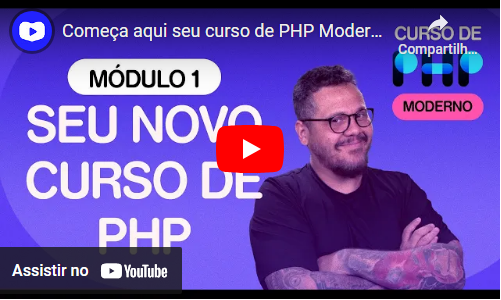 Começa aqui seu curso de PHP Moder...
Compartilh...
CURSO DE
PHP
MODERNO
MÓDULO 1
SEU NOVO
CURSO DE
PHP
Assistir no YouTube